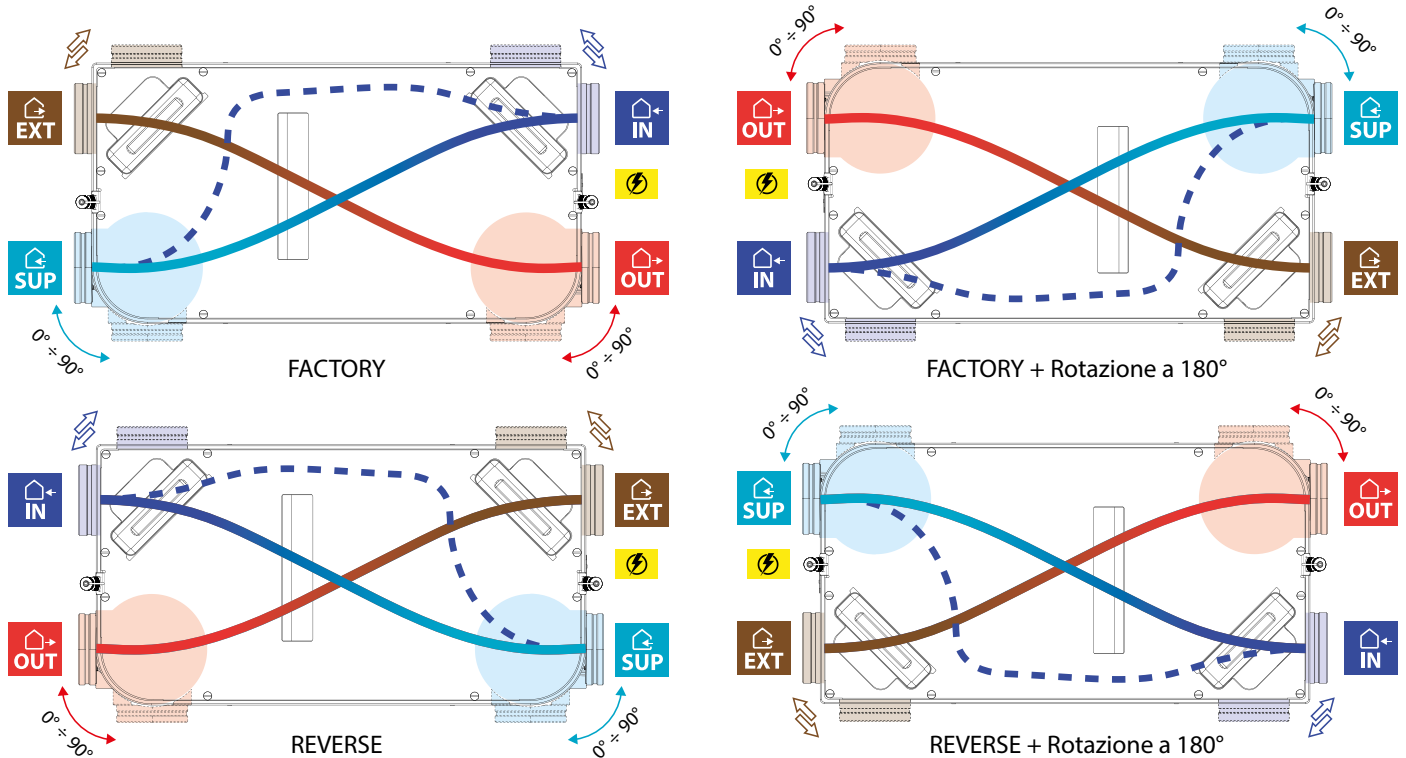 EXT
IN
SUP
OUT
0° ÷ 90°
0° ÷ 90°
FACTORY
0° ÷ 90°
0° ÷ 90°
OUT
SUP
IN
EXT
FACTORY + Rotazione a 180°
IN
EXT
OUT
SUP
0° ÷ 90°
0° ÷ 90°
REVERSE
0° ÷ 90°
0° ÷ 90°
SUP
OUT
EXT
IN
REVERSE + Rotazione a 180°